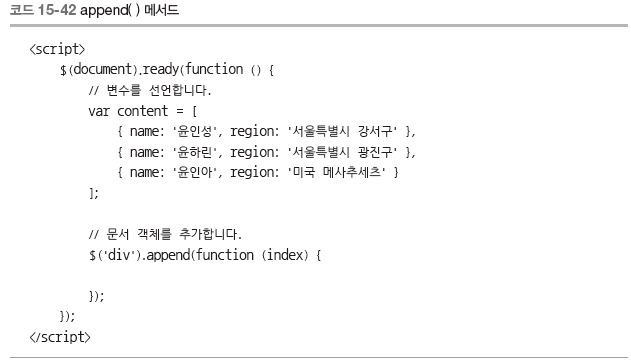 코드 15-42 append( ) 메서드
<script>
$(document).ready(function () {
// 변수를 선언합니다.
var content = [
{ name: '윤인성', region: '서울특별시 강서구' },
{ name: '윤하린', region: '서울특별시 광진구' },
{ name: '윤인아', region: '미국 메사추세츠' }
];
// 문서 객체를 추가합니다.
$('div').append(function (index) {
});
});
</script>